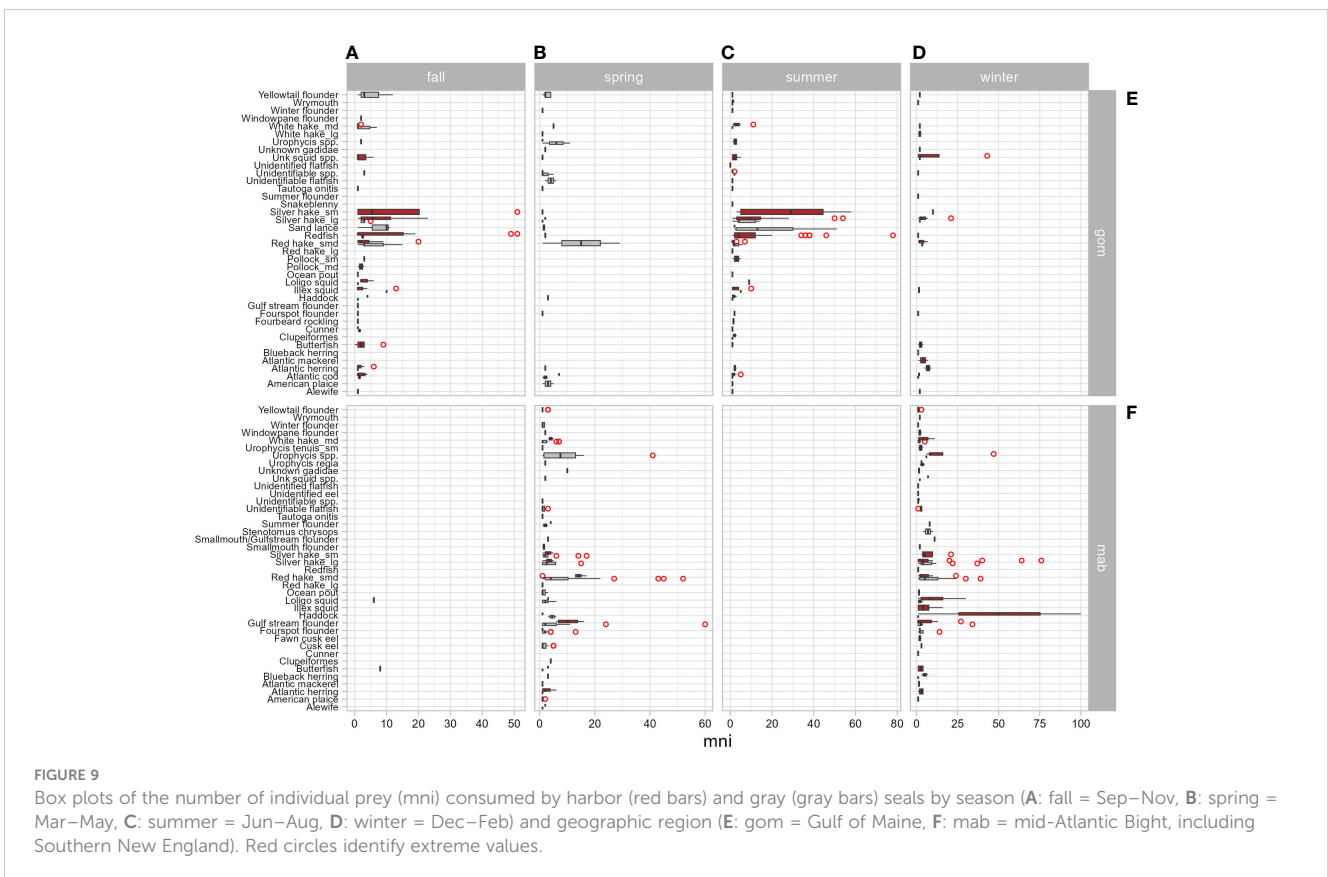 A
B
C
D
fall
spring
summer
winter
E
Yellowtail flounder
Wrymouth
Winter flounder
Windowpane flounder
White hake_md
White hake_lg
Urophycis spp.
Unknown gadidae
Unk squid spp.
Unidentified flatfish
Unidentifiable spp.
Unidentifiable flatfish
Tautoga onitis
Summer flounder
Snakeblenny
Silver hake_sm
Silver hake_lg
Sand lance
Redfish
Red hake_smd
Red hake_lg
Pollock_sm
Pollock_md
Ocean pout
Loligo squid
Illex squid
Haddock
Gulf stream flounder
Fourspot flounder
Fourbeard rockling
Cunner
Clupeiformes
Butterfish
Blueback herring
Atlantic mackerel
Atlantic herring
Atlantic cod
American plaice
Alewife
gom
F
Yellowtail flounder
Wrymouth
Winter flounder
Windowpane flounder
White hake_md
Urophycis tenuis_sm
Urophycis spp.
Urophycis regia
Unknown gadidae
Unk squid spp.
Unidentified flatfish
Unidentified eel
Unidentifiable spp.
Unidentifiable flatfish
Tautoga onitis
Summer flounder
Stenotomus chrysops
Smallmouth/Gulfstream flounder
Smallmouth flounder
Silver hake_sm
Silver hake_lg
Redfish
Red hake_smd
Red hake_lg
Ocean pout
Loligo squid
Illex squid
Haddock
Gulf stream flounder
Fourspot flounder
Fawn cusk eel
Cusk eel
Cunner
Clupeiformes
Butterfish
Blueback herring
Atlantic mackerel
Atlantic herring
American plaice
Alewife
mab
0 10 20 30 40 50
0 20 40 60
0 20 40 60 80
0 25 50 75 100
mni
FIGURE 9
Box plots of the number of individual prey (mni) consumed by harbor (red bars) and gray (gray bars) seals by season (A: fall = Sep–Nov, B: spring =
Mar–May, C: summer = Jun–Aug, D: winter = Dec–Feb) and geographic region (E: gom = Gulf of Maine, F: mab = mid-Atlantic Bight, including
Southern New England). Red circles identify extreme values.